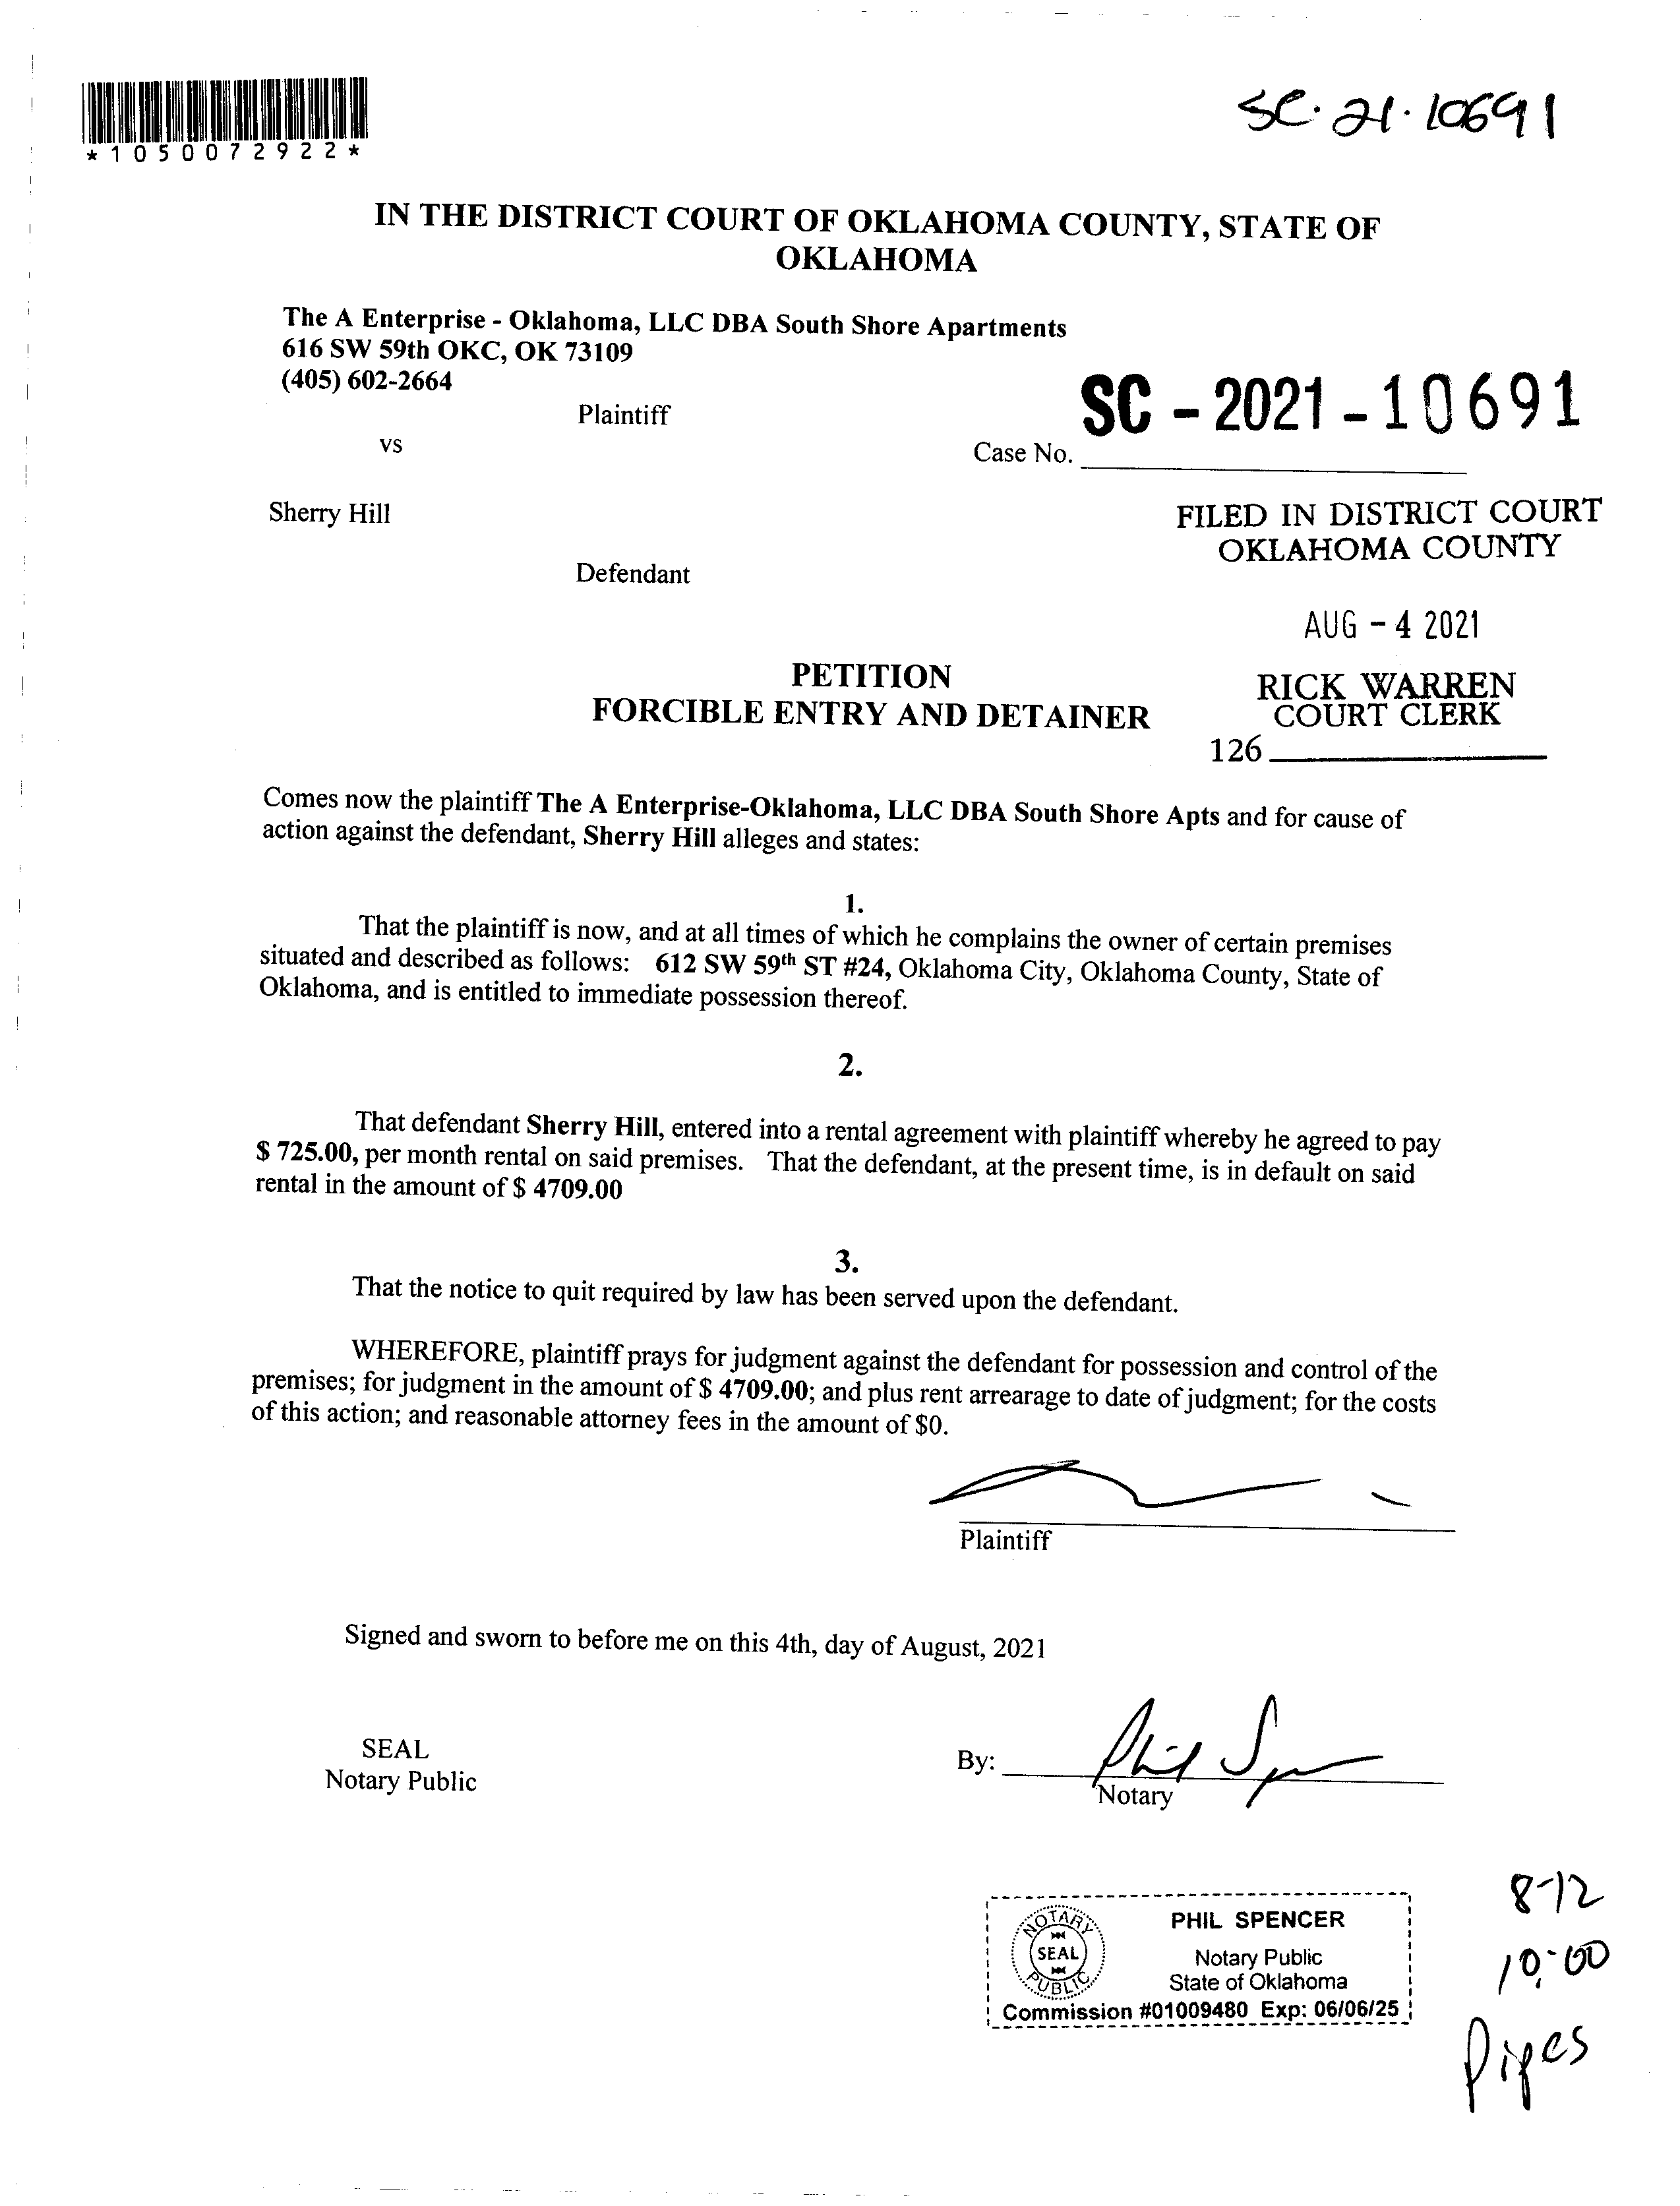 *1050072922*
SC-21-10691
IN THE DISTRICT COURT OF OKLAHOMA COUNTY, STATE OF
OKLAHOMA
The A Enterprise - Oklahoma, LLC DBA South Shore Apartments
616 SW 59th OKC, OK 73109
(405) 602-2664
Plaintiff
SC - 2021 - 10691
vs
Case No.
Sherry Hill
FILED IN DISTRICT COURT
OKLAHOMA COUNTY
Defendant
AUG - 4 2021
PETITION
FORCIBLE ENTRY AND DETAINER
RICK WARREN
COURT CLERK
126
Comes now the plaintiff The A Enterprise-Oklahoma, LLC DBA South Shore Apts and for cause of
action against the defendant, Sherry Hill alleges and states:
1.
That the plaintiff is now, and at all times of which he complains the owner of certain premises
situated and described as follows: 612 SW 59th ST #24, Oklahoma City, Oklahoma County, State of
Oklahoma, and is entitled to immediate possession thereof.
2.
That defendant Sherry Hill, entered into a rental agreement with plaintiff whereby he agreed to pay
$ 725.00, per month rental on said premises. That the defendant, at the present time, is in default on said
rental in the amount of $ 4709.00
3.
That the notice to quit required by law has been served upon the defendant.
WHEREFORE, plaintiff prays for judgment against the defendant for possession and control of the
premises; for judgment in the amount of $ 4709.00; and plus rent arrearage to date of judgment; for the costs
of this action; and reasonable attorney fees in the amount of $0.
Plaintiff
Signed and sworn to before me on this 4th, day of August, 2021
SEAL
Notary Public
By: Phil Spencer
Notary
NOTARY
SEAL
PUBLIC
PHIL SPENCER
Notary Public
State of Oklahoma
Commission #01009480 Exp: 06/06/25
8-12
10:00
Pipes